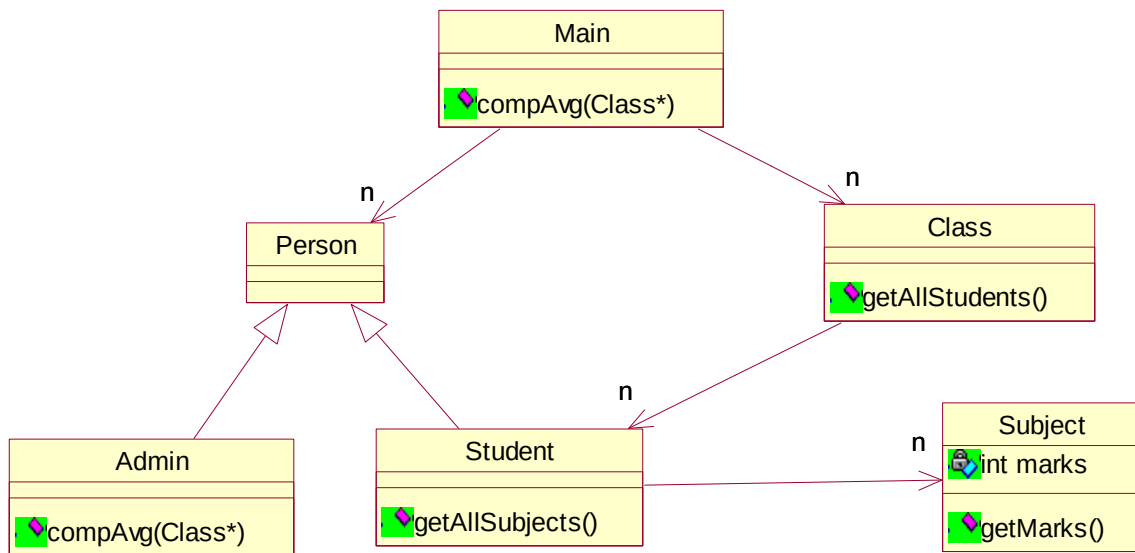 Main
compAvg(Class*)
n
n
Person
Class
getAllStudents()
n
Admin
compAvg(Class*)
Student
getAllSubjects()
n
Subject
int marks
getMarks()